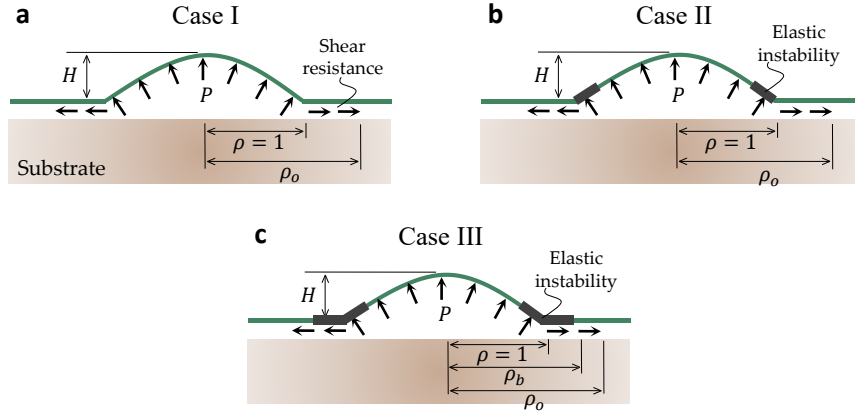 a
Case I
H
Shear
resistance
P
ρ = 1
ρo
Substrate
b
Case II
H
Elastic
instability
P
ρ = 1
ρo
c
Case III
H
Elastic
instability
P
ρ = 1
ρb
ρo